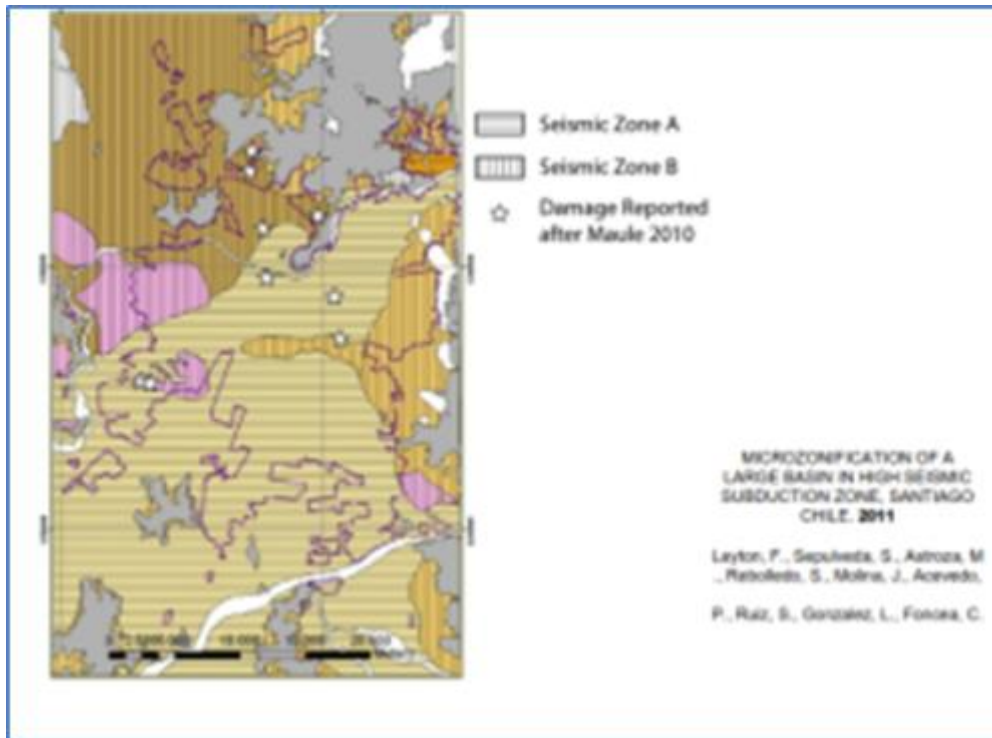 Seismic Zone A
Seismic Zone B
Damage Reported
after Maule 2010
MICROZONIFICATION OF A
LARGE BASIN IN HIGH SEISMIC
SUBDUCTION ZONE, SANTIAGO
CHILE. 2011
Leyton, F., Sepulveda, S., Astroza, M
., Rebolledo, S., Molina, J., Acevedo,
P., Ruiz, S., Gonzalez, L., Foncea, C.